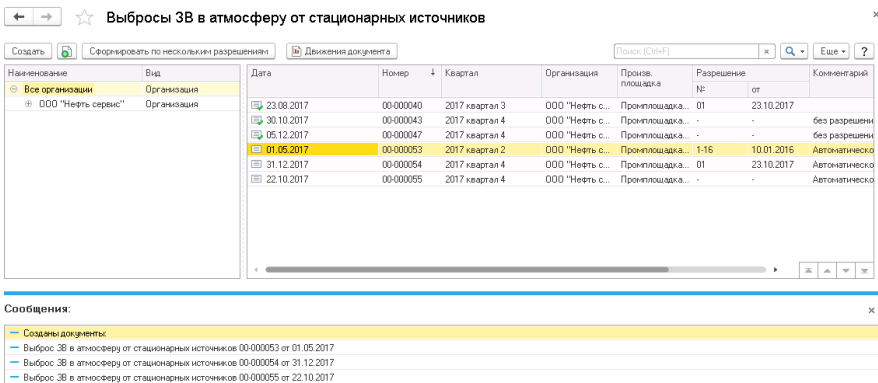 Выбросы ЗВ в атмосферу от стационарных источников
Создать Сформировать по нескольким разрешениям Движения документа Поиск (Ctrl+F) × Еще ?
Наименование Вид Дата Номер ↓ Квартал Организация Произв. площадка Разрешение Комментарий
№ от
Все организации Организация
ООО "Нефть сервис" Организация
23.08.2017 00-000040 2017 квартал 3 ООО "Нефть с... Промплощадка... 01 23.10.2017
30.10.2017 00-000043 2017 квартал 4 ООО "Нефть с... Промплощадка... - - без разрешени
05.12.2017 00-000047 2017 квартал 4 ООО "Нефть с... Промплощадка... - - без разрешени
01.05.2017 00-000053 2017 квартал 2 ООО "Нефть с... Промплощадка... 1-16 10.01.2016 Автоматическо
31.12.2017 00-000054 2017 квартал 4 ООО "Нефть с... Промплощадка... 01 23.10.2017 Автоматическо
22.10.2017 00-000055 2017 квартал 4 ООО "Нефть с... Промплощадка... - - Автоматическо
Сообщения:
Созданы документы:
Выброс ЗВ в атмосферу от стационарных источников 00-000053 от 01.05.2017
Выброс ЗВ в атмосферу от стационарных источников 00-000054 от 31.12.2017
Выброс ЗВ в атмосферу от стационарных источников 00-000055 от 22.10.2017